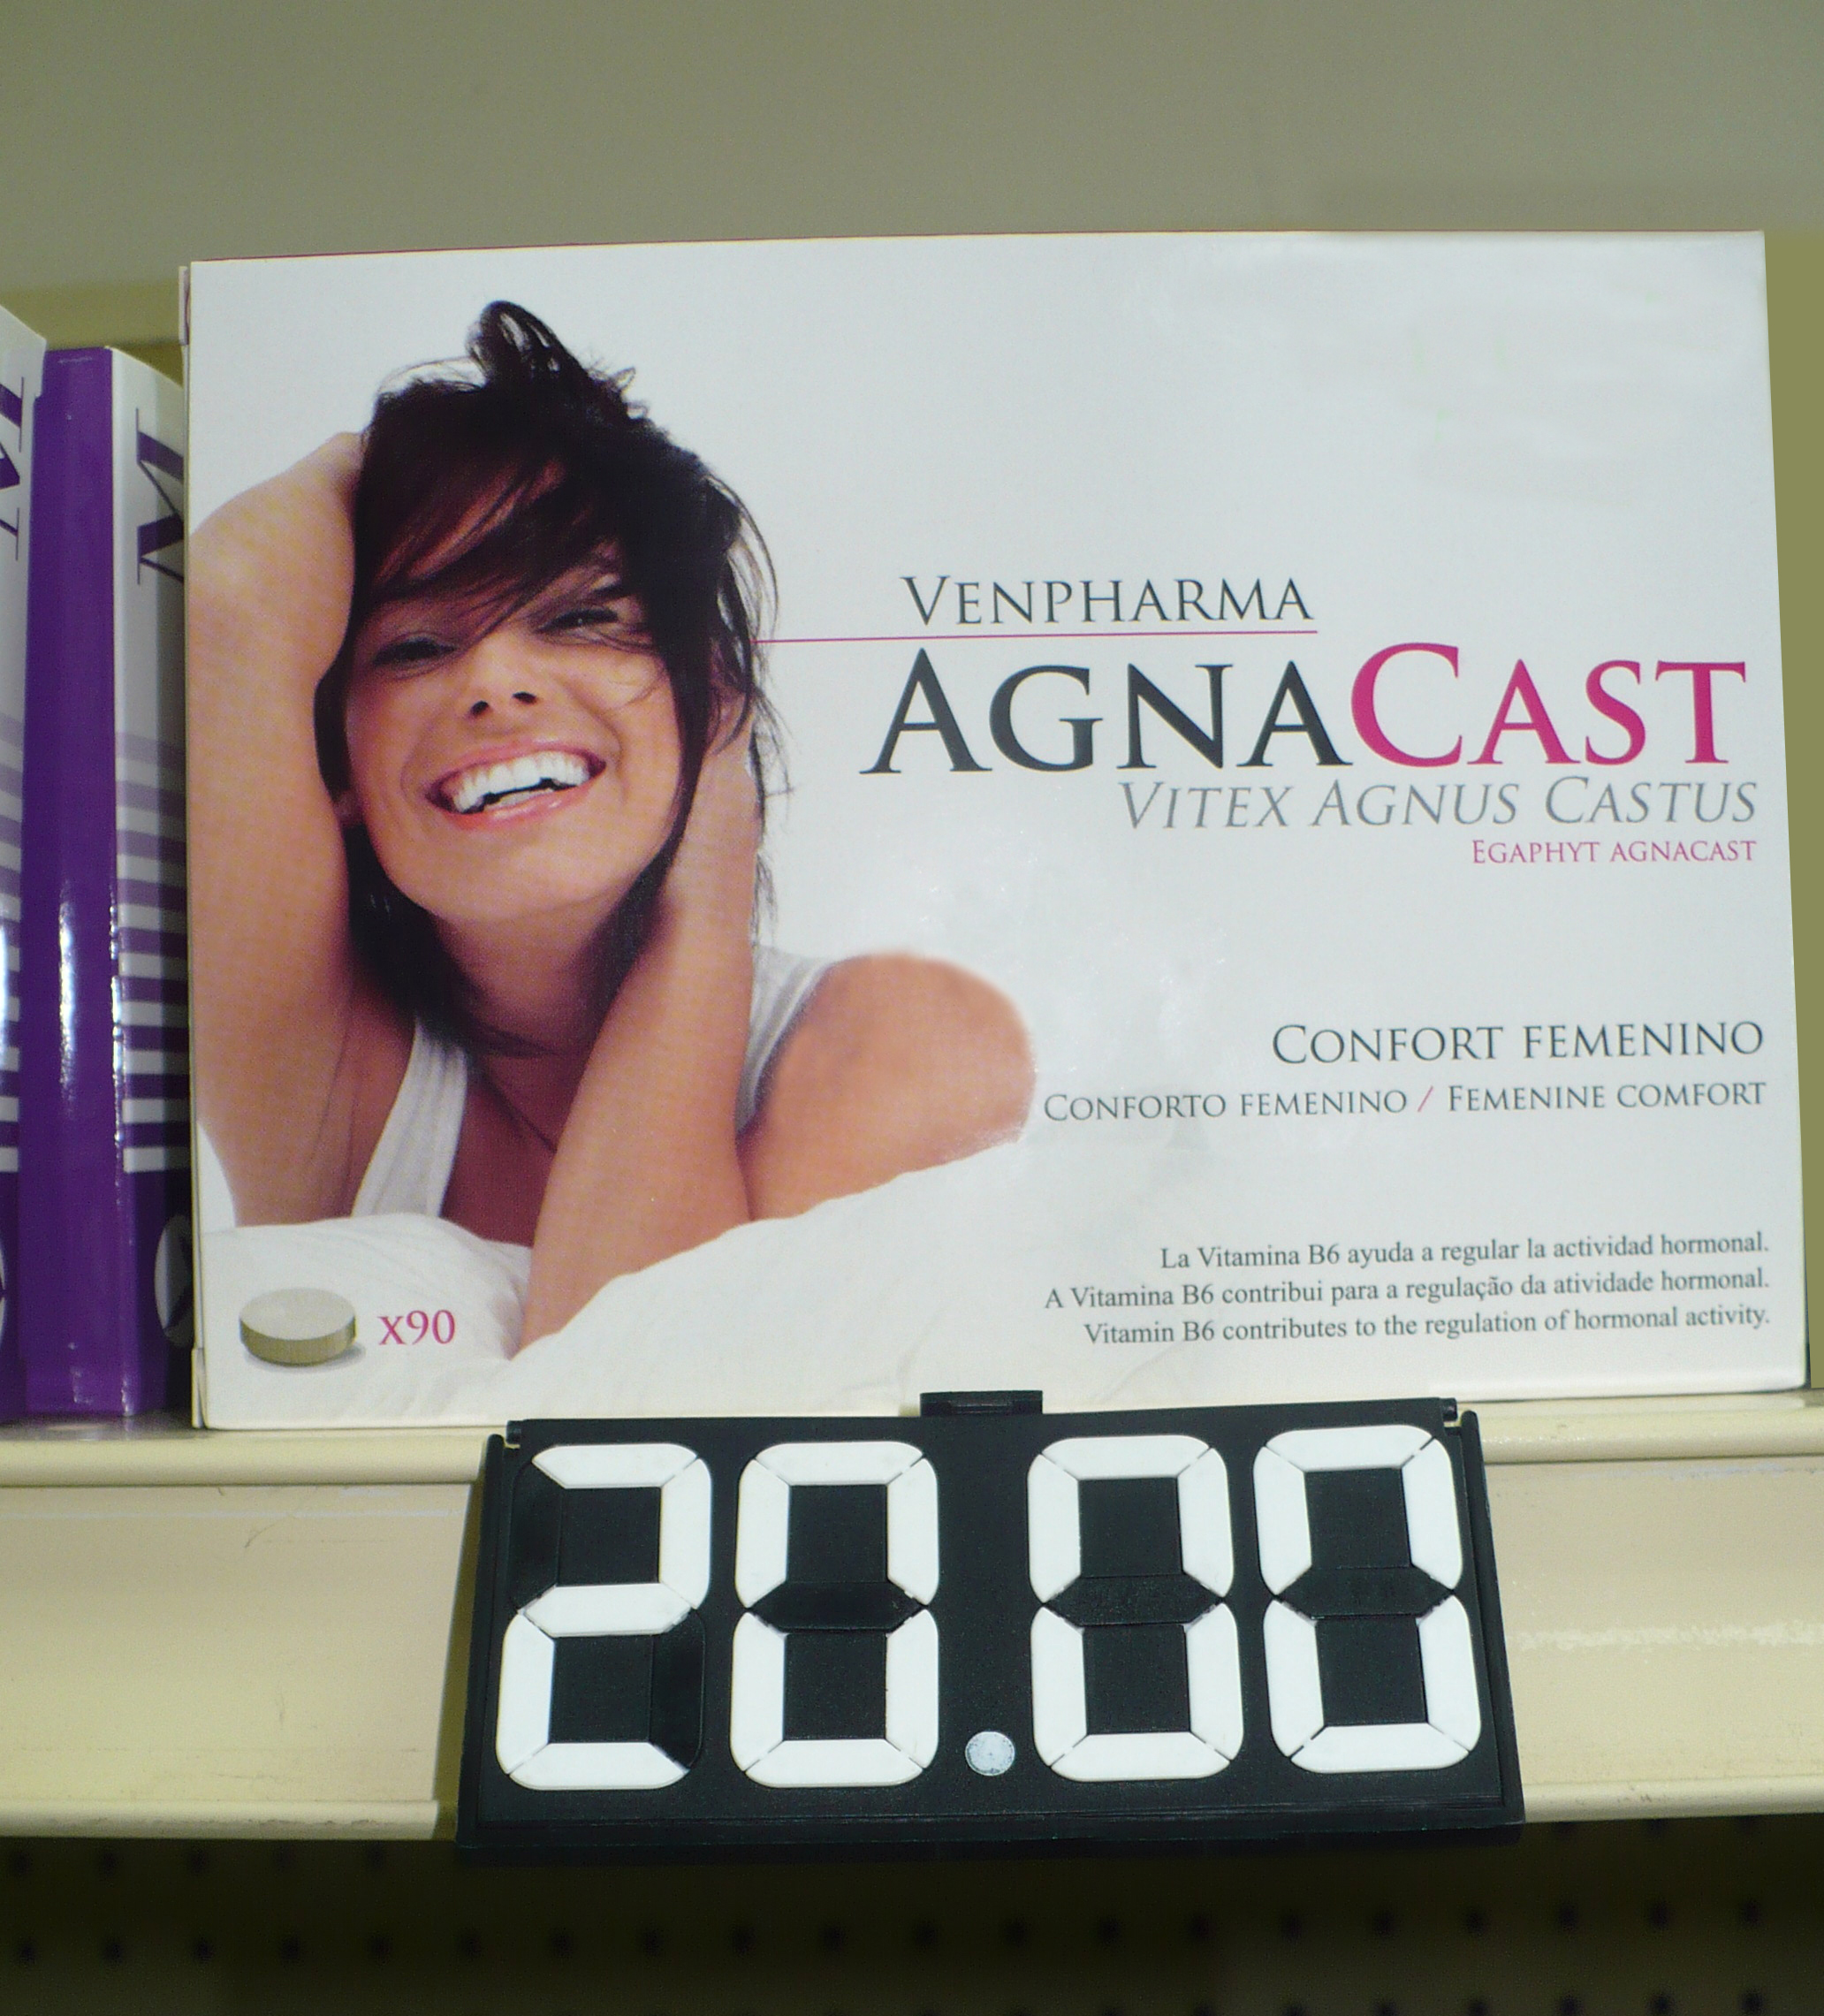 VENPHARMA
AGNACAST
VITEX AGNUS CASTUS
EGAPHYT AGNACAST
CONFORT FEMENINO
CONFORTO FEMENINO / FEMENINE COMFORT
La Vitamina B6 ayuda a regular la actividad hormonal.
A Vitamina B6 contribui para a regulação da atividade hormonal.
Vitamin B6 contributes to the regulation of hormonal activity.
X90
20.00